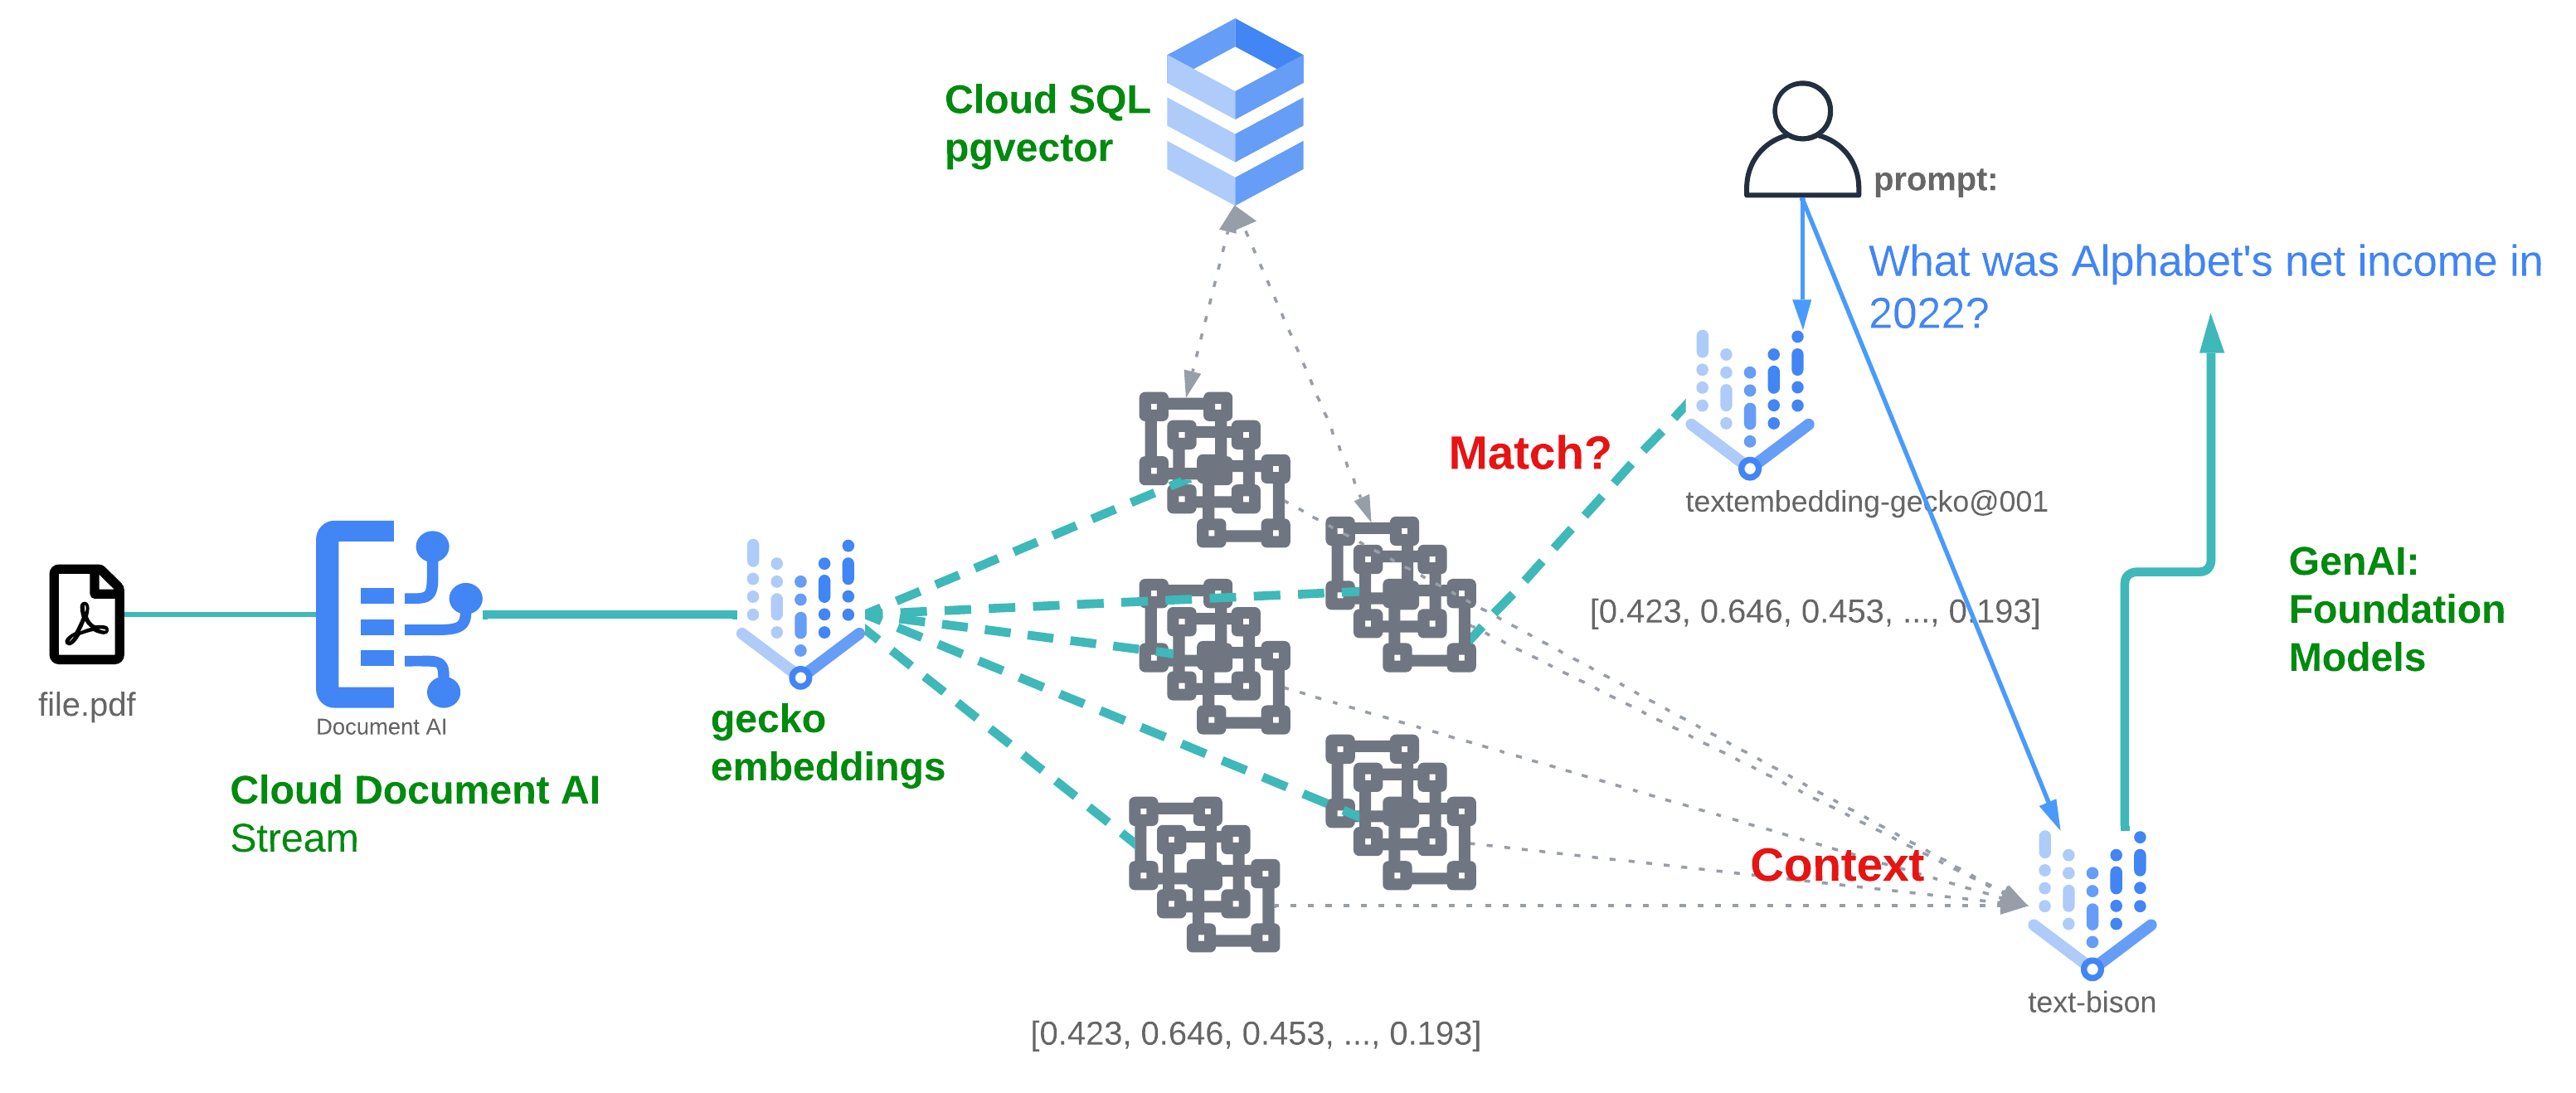 Cloud SQL
pgvector
prompt:
What was Alphabet's net income in
2022?
Match?
textembedding-gecko@001
[0.423, 0.646, 0.453, ..., 0.193]
GenAI:
Foundation
Models
file.pdf
Document AI
Cloud Document AI
Stream
gecko
embeddings
Context
text-bison
[0.423, 0.646, 0.453, ..., 0.193]